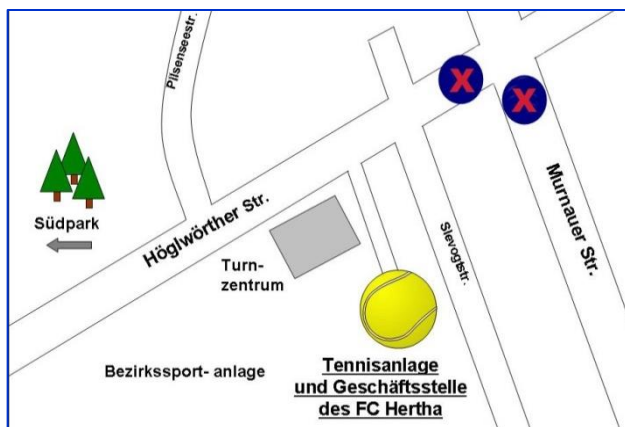 Pilsenseestr.
X
X
Südpark
Höglwörther Str.
Murnauer Str.
Slevogtstr.
Turn-
zentrum
Bezirkssport- anlage
Tennisanlage
und Geschäftsstelle
des FC Hertha